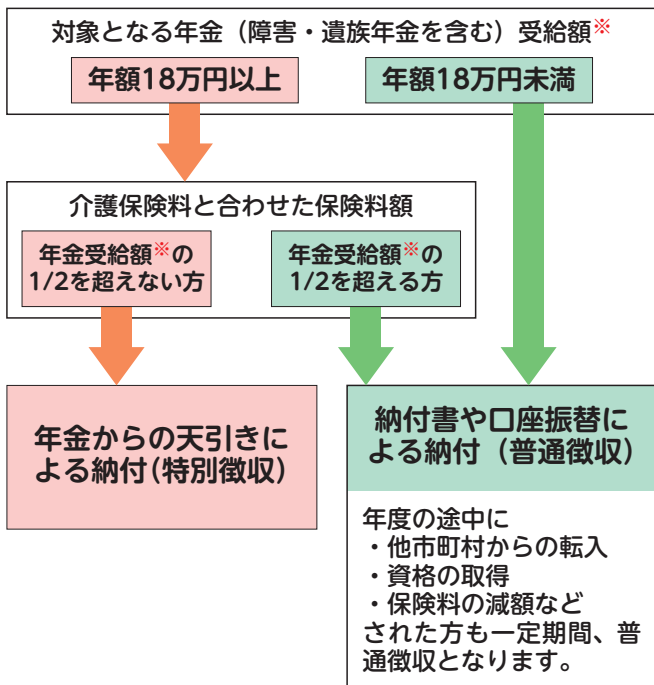 対象となる年金（障害・遺族年金を含む）受給額※
年額18万円以上
年額18万円未満
介護保険料と合わせた保険料額
年金受給額※の
1/2を超えない方
年金受給額※の
1/2を超える方
年金からの天引きに
よる納付（特別徴収）
納付書や口座振替に
よる納付（普通徴収）
年度の途中に
・他市町村からの転入
・資格の取得
・保険料の減額など
された方も一定期間、普
通徴収となります。